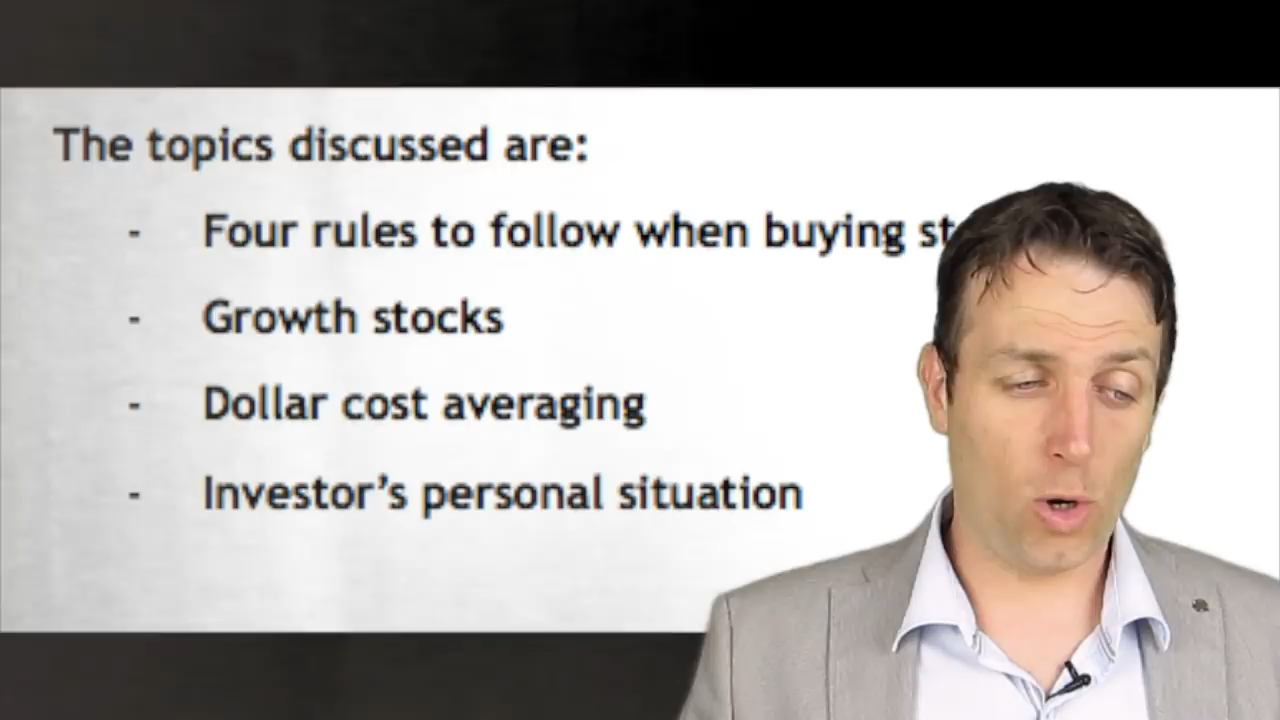 The topics discussed are:
- Four rules to follow when buying
- Growth stocks
- Dollar cost averaging
- Investor's personal situation